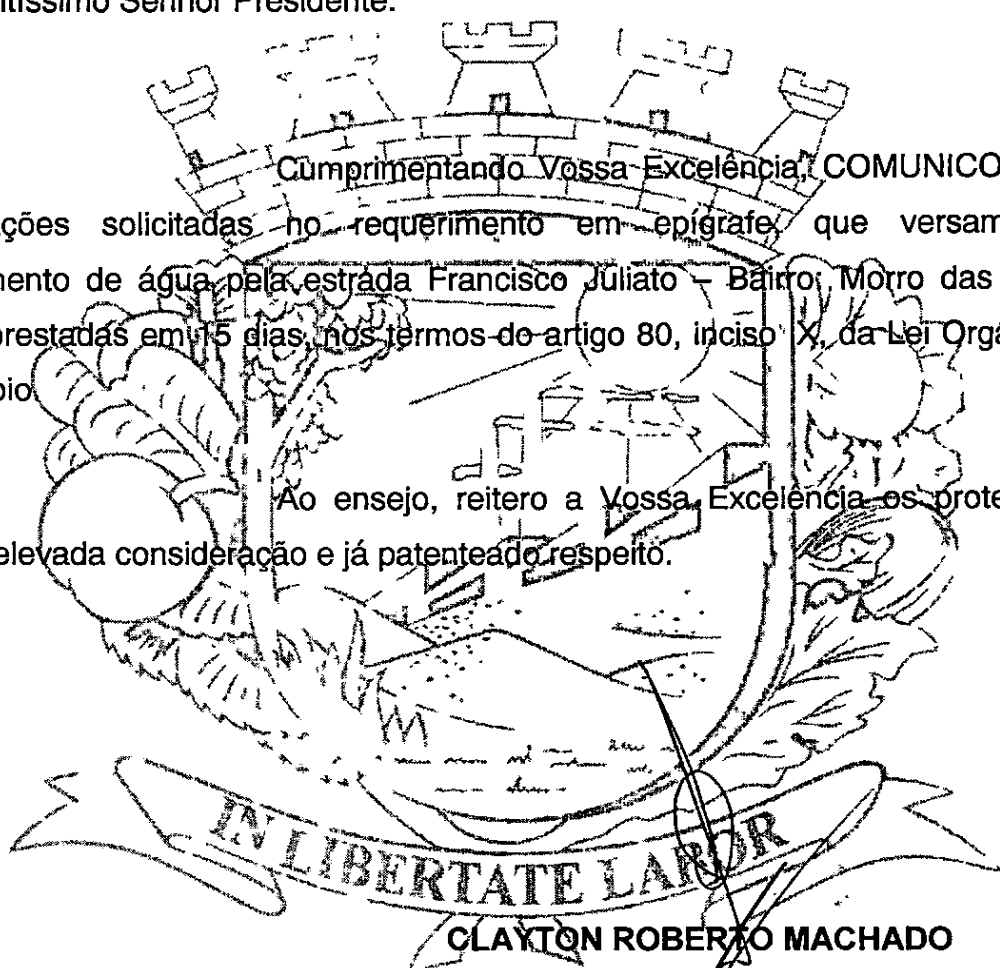 ntíssimo Senhor Presidente.
Cumprimentando Vossa Excelência, COMUNICO
ções solicitadas no requerimento em epígrafe, que versam
mento de água pela estrada Francisco Juliato – Bairro: Morro das
prestadas em 15 dias, nos termos do artigo 80, inciso X, da Lei Orgâ
pio
Ao ensejo, reitero a Vossa Excelência os prote
elevada consideração e já patenteado respeito.
IN LIBERTATE LABOR
CLAYTON ROBERTO MACHADO